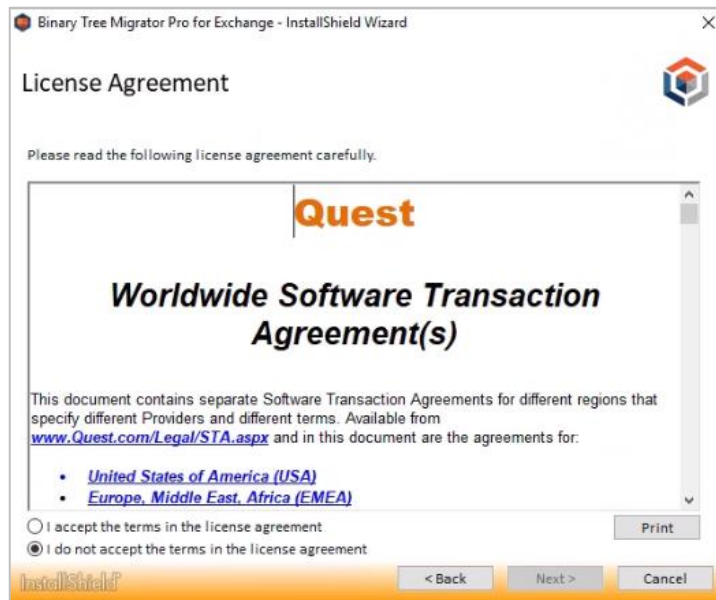 Binary Tree Migrator Pro for Exchange - InstallShield Wizard
License Agreement
Please read the following license agreement carefully.
Quest
Worldwide Software Transaction
Agreement(s)
This document contains separate Software Transaction Agreements for different regions that
specify different Providers and different terms. Available from
www.Quest.com/Legal/STA.aspx and in this document are the agreements for:
• United States of America (USA)
• Europe, Middle East, Africa (EMEA)
I accept the terms in the license agreement
Print
I do not accept the terms in the license agreement
InstallShield
< Back
Next >
Cancel